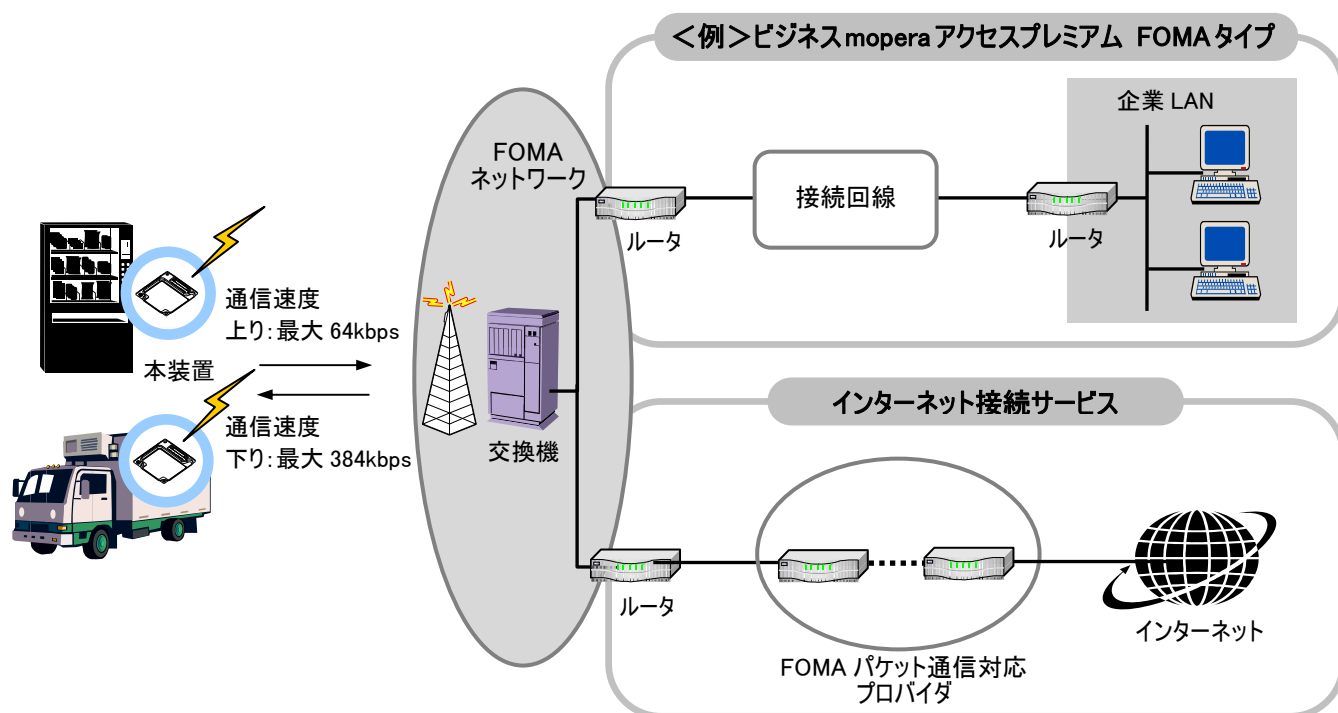 ＜例＞ビジネスmoperaアクセスプレミアム FOMAタイプ
企業 LAN
FOMA
ネットワーク
接続回線
ルータ
ルータ
通信速度
上り：最大 64kbps
本装置
通信速度
下り：最大 384kbps
交換機
インターネット接続サービス
ルータ
インターネット
FOMA パケット通信対応
プロバイダ